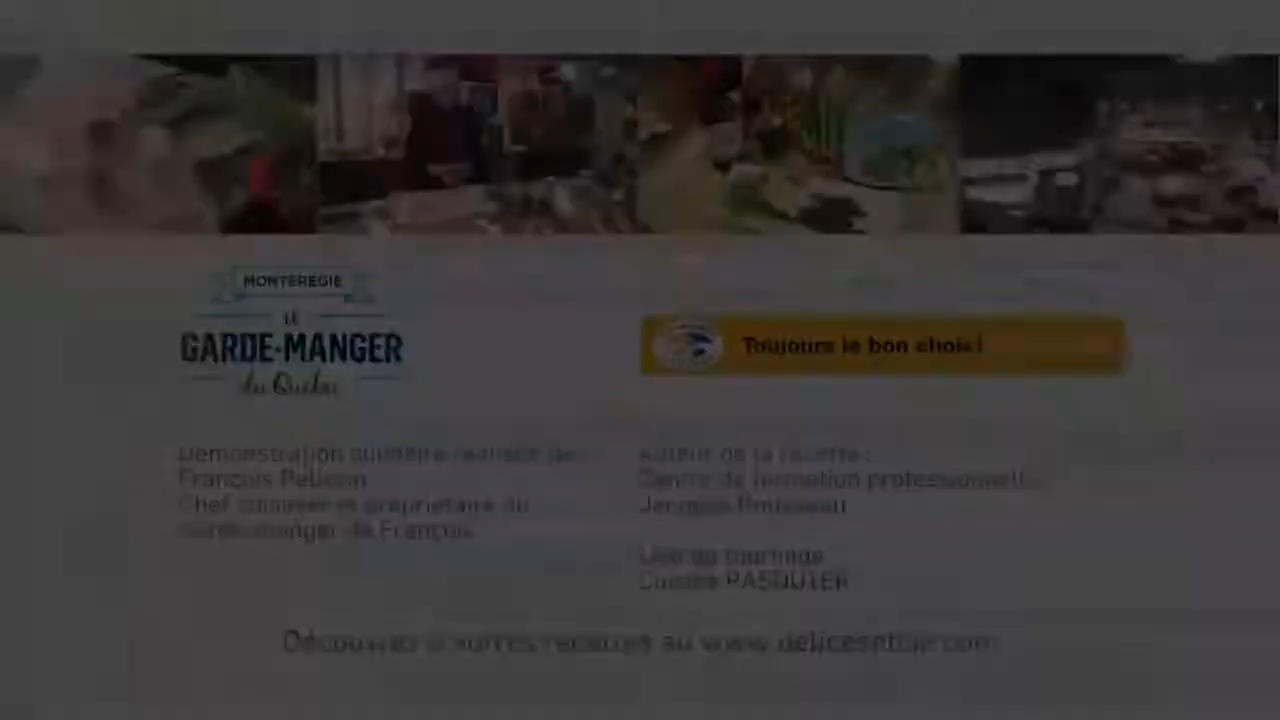 MONTÉRÉGIE
LE
GARDE-MANGER
du Québec
Toujours le bon choix!
Démonstration culinaire réalisée par
François Pelletier
Chef cuisinier et propriétaire du
Garde-manger de François
Auteur de la recette:
Centre de formation professionnelle
Jacques Rousseau
Lieu du tournage
Cuisine PASQUIER
Découvrez d'autres recettes au www.